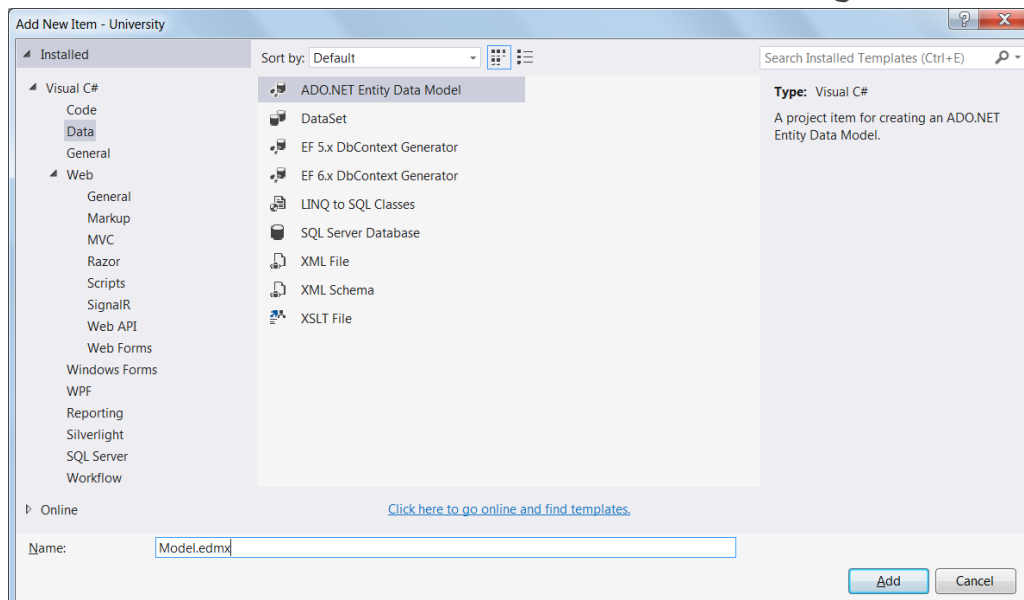 Add New Item - University
Installed
Sort by: Default
Search Installed Templates (Ctrl+E)
Visual C#
Code
Data
General
Web
General
Markup
MVC
Razor
Scripts
SignalR
Web API
Web Forms
Windows Forms
WPF
Reporting
Silverlight
SQL Server
Workflow
Online
ADO.NET Entity Data Model
DataSet
EF 5.x DbContext Generator
EF 6.x DbContext Generator
LINQ to SQL Classes
SQL Server Database
XML File
XML Schema
XSLT File
Type: Visual C#
A project item for creating an ADO.NET
Entity Data Model.
Click here to go online and find templates.
Name: Model.edmx
Add Cancel